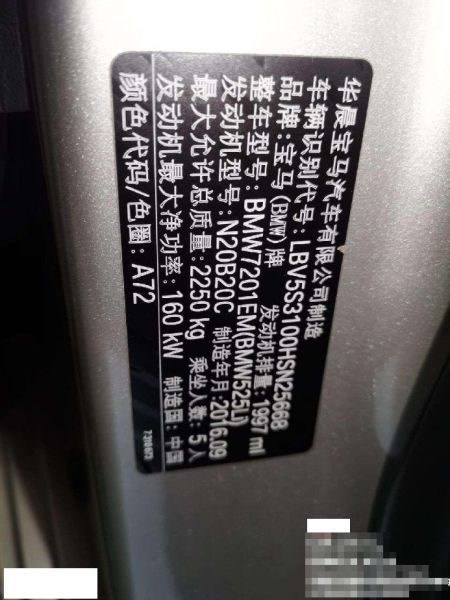 华晨宝马汽车有限公司制造
车辆识别代号: LBV5S3100HSN25668
品牌: 宝马 (BMW) 牌 发动机排量: 1997 ml
整车型号: BMW7201EM(BMW525Li)
发动机型号: N20B20C 制造年月: 2016.09
最大允许总质量: 2250 kg 乘坐人数: 5人
发动机最大净功率: 160 kW 制造国: 中国
颜色代码/色圈: A72